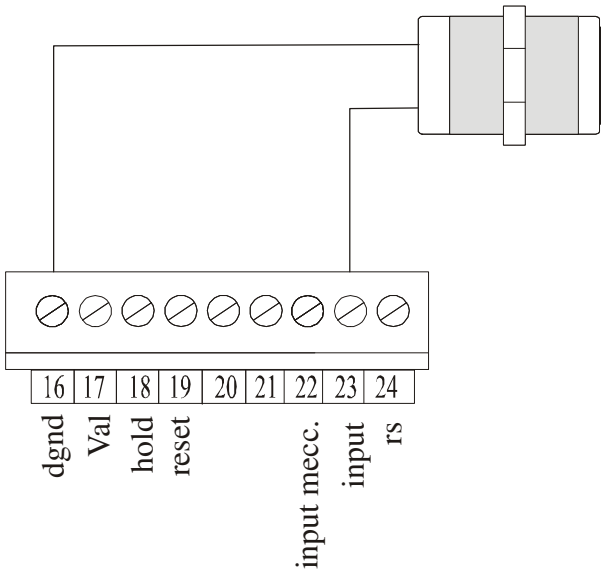 16 17 18 19 20 21 22 23 24
dgnd
Val
hold
reset
input mecc.
input
rs